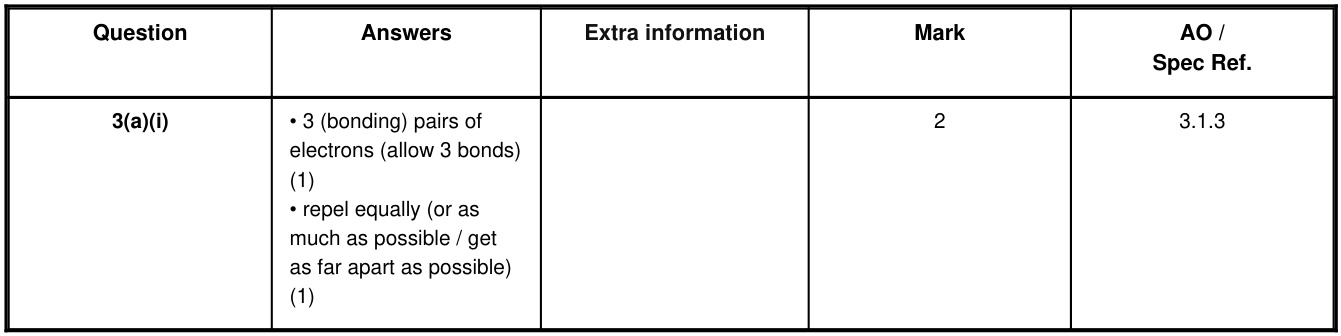 Question
Answers
Extra information
Mark
AO /
Spec Ref.
3(a)(i)
• 3 (bonding) pairs of
electrons (allow 3 bonds)
(1)
• repel equally (or as
much as possible / get
as far apart as possible)
(1)
2
3.1.3